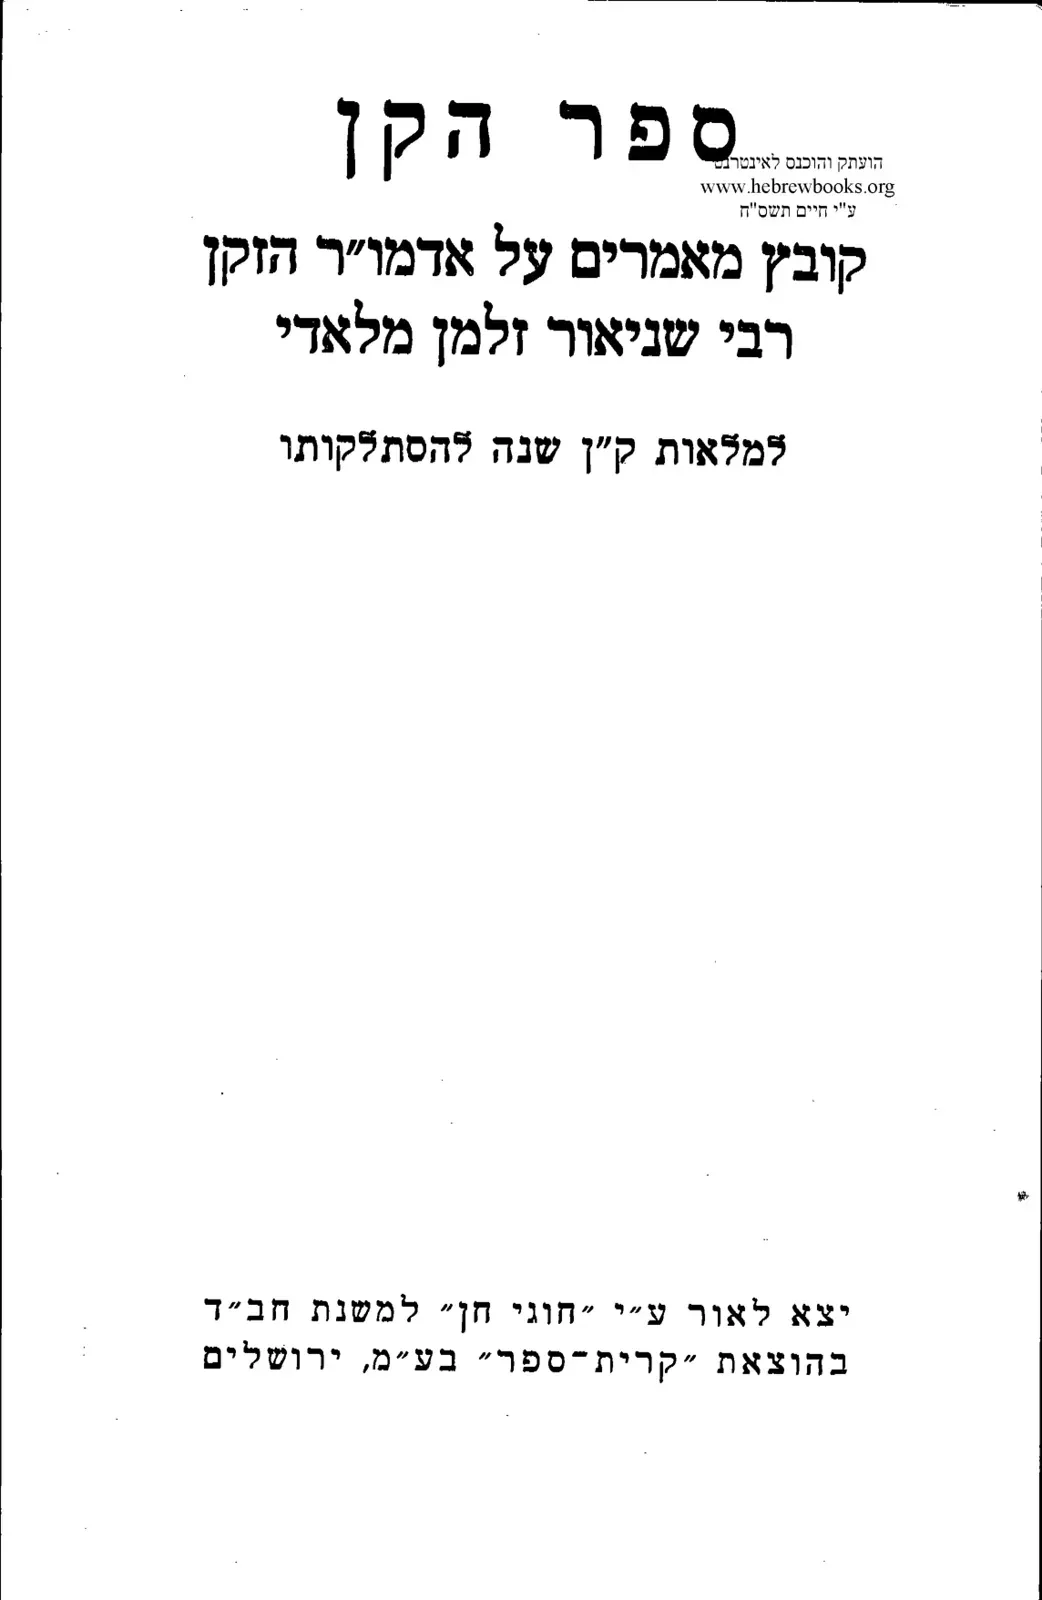 ספר הקן
הועתק והוכנס לאינטרנט
www.hebrewbooks.org
ע"י חיים תשס"ח
קובץ מאמרים על אדמו״ר הזקן
רבי שניאור זלמן מלאדי
למלאות ק״ן שנה להסתלקותו
יצא לאור ע״י ״חוגי חן״ למשנת חב״ד
בהוצאת ״קרית־ספר״ בע״מ, ירושלים